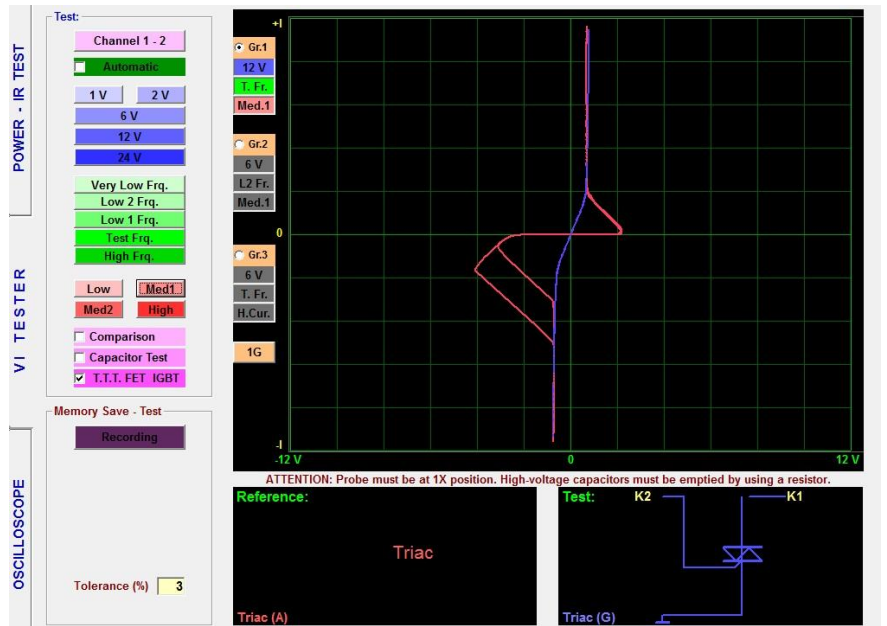 POWER - IR TEST
VI TESTER
OSCILLOSCOPE
Test:
Channel 1 - 2
Automatic
1 V
2 V
6 V
12 V
24 V
Very Low Frq.
Low 2 Frq.
Low 1 Frq.
Test Frq.
High Frq.
Low
Med1
Med2
High
Comparison
Capacitor Test
T.T.T. FET IGBT
Memory Save - Test
Recording
Tolerance (%) 3
Gr.1
12 V
T. Fr.
Med.1
Gr.2
6 V
L2 Fr.
Med.1
Gr.3
6 V
T. Fr.
H.Cur.
1G
+I
0
-I
-12 V
0
12 V
ATTENTION: Probe must be at 1X position. High-voltage capacitors must be emptied by using a resistor.
Reference:
Triac
Triac (A)
Test:
K2
K1
Triac (G)